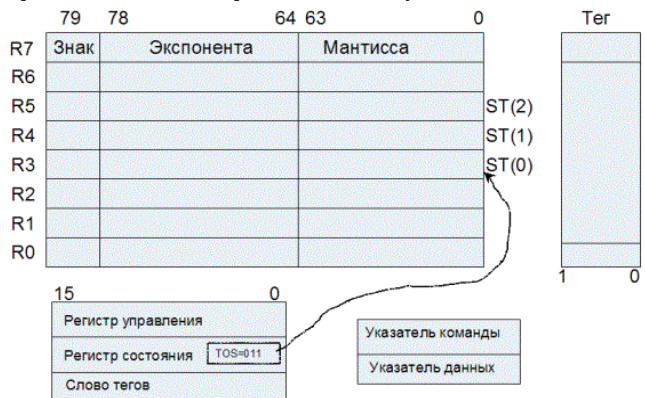 79 78 64 63 0 Тег
R7 Знак Экспонента Мантисса
R6
R5 ST(2)
R4 ST(1)
R3 ST(0)
R2
R1
R0
1 0
15 0
Регистр управления
Регистр состояния TOS=011
Слово тегов
Указатель команды
Указатель данных